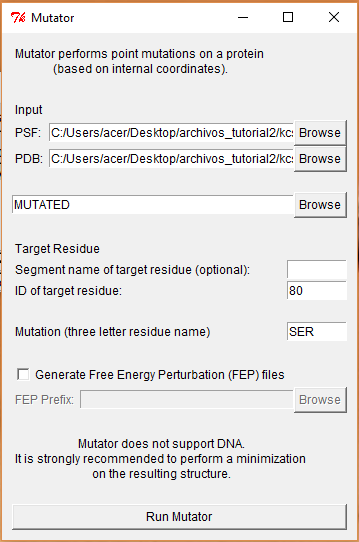 Mutator
Mutator performs point mutations on a protein
(based on internal coordinates).
Input
PSF: C:/Users/acer/Desktop/archivos_tutorial2/kcs Browse
PDB: C:/Users/acer/Desktop/archivos_tutorial2/kcs Browse
MUTATED Browse
Target Residue
Segment name of target residue (optional):
ID of target residue: 80
Mutation (three letter residue name) SER
Generate Free Energy Perturbation (FEP) files
FEP Prefix: Browse
Mutator does not support DNA.
It is strongly recommended to perform a minimization
on the resulting structure.
Run Mutator